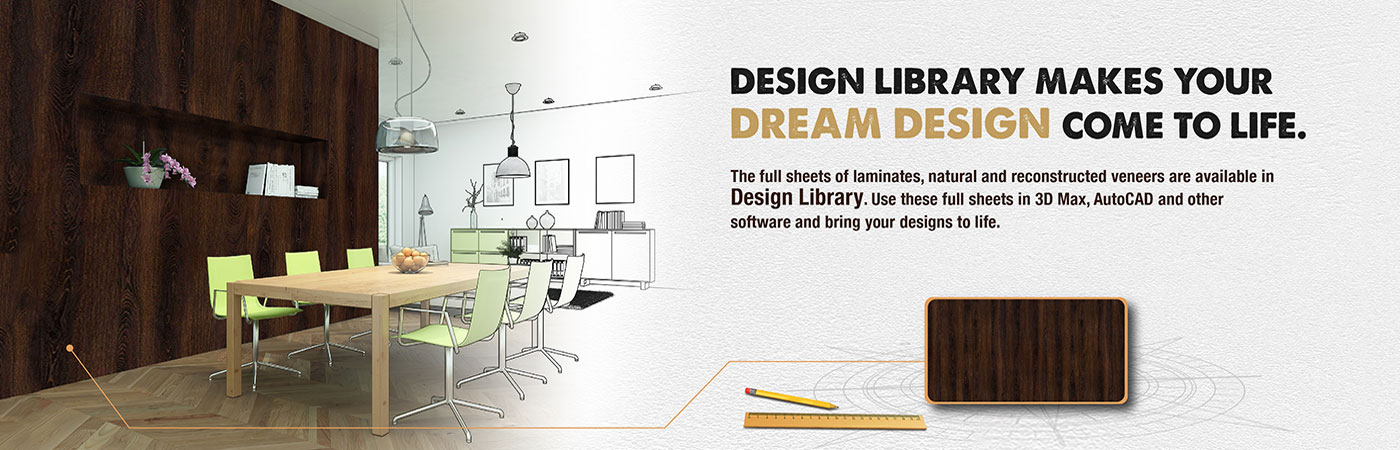 DESIGN LIBRARY MAKES YOUR
DREAM DESIGN COME TO LIFE.
The full sheets of laminates, natural and reconstructed veneers are available in
Design Library. Use these full sheets in 3D Max, AutoCAD and other
software and bring your designs to life.